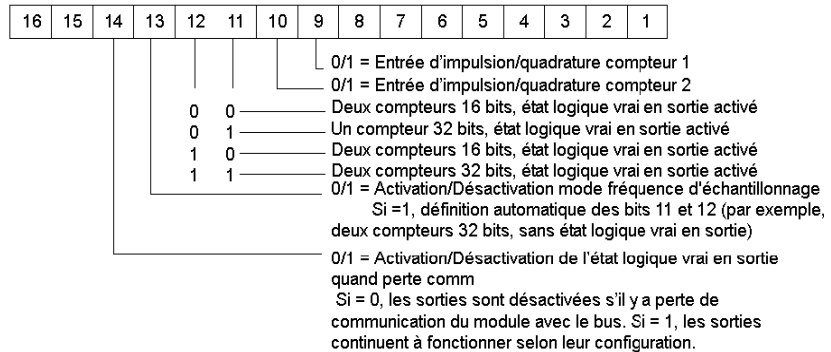 16 15 14 13 12 11 10 9 8 7 6 5 4 3 2 1
0/1 = Entrée d'impulsion/quadrature compteur 1
0/1 = Entrée d'impulsion/quadrature compteur 2
0 0 Deux compteurs 16 bits, état logique vrai en sortie activé
0 1 Un compteur 32 bits, état logique vrai en sortie activé
1 0 Deux compteurs 16 bits, état logique vrai en sortie activé
1 1 Deux compteurs 32 bits, état logique vrai en sortie activé
0/1 = Activation/Désactivation mode fréquence d'échantillonnage
Si =1, définition automatique des bits 11 et 12 (par exemple,
deux compteurs 32 bits, sans état logique vrai en sortie)
0/1 = Activation/Désactivation de l'état logique vrai en sortie
quand perte comm
Si = 0, les sorties sont désactivées s'il y a perte de
communication du module avec le bus. Si = 1, les sorties
continuent à fonctionner selon leur configuration.